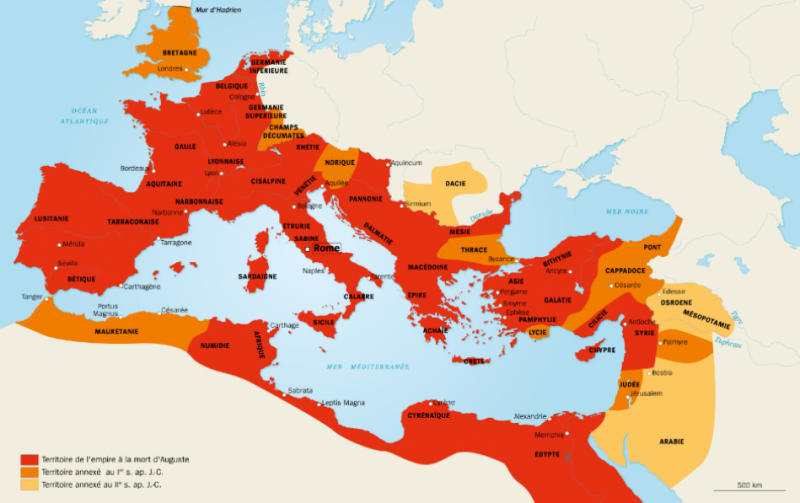 Mur d'Hadrien
BRETAGNE
Londres
GERMANIE
INFÉRIEURE
BELGIQUE
Cologne
Rhin
OCÉAN
ATLANTIQUE
Lutèce
GERMANIE
SUPÉRIEURE
CHAMPS
DÉCUMATES
Alésia
GAULE
RHÉTIE
LYONNAISE
NORIQUE
Aquincum
Bordeaux
Lyon
CISALPINE
AQUITAINE
VENÉTIE
Aquilée
DACIE
PANNONIE
NARBONNAISE
Narbonne
Bologne
Sirmium
Danube
MER NOIRE
LUSITANIE
TARRACONAISE
ÉTRURIE
SABINE
DALMATIE
MÉSIE
Mérida
Tarragone
Rome
THRACE
PONT
Séville
Naples
Tarente
MACÉDOINE
Byzance
BITHYNIE
Ancyre
CAPPADOCE
BÉTIQUE
Carthagène
SARDAIGNE
ASIE
Césarée
Tanger
Portus
Magnus
Césarée
CALABRE
ÉPIRE
Pergame
Smyrne
Éphèse
GALATIE
Edesse
OSROENE
MÉSOPOTAMIE
Tigre
MAURETANIE
Carthage
SICILE
ACHAÏE
PAMPHYLIE
LYCIE
CILICIE
Antioche
SYRIE
Euphrate
NUMIDIE
AFRIQUE
CRÈTE
CHYPRE
Palmyre
MER MÉDITERRANÉE
Bostra
Sabrata
Leptis Magna
Cyrène
CYRÉNAÏQUE
JUDÉE
Jérusalem
Alexandrie
Memphis
ÉGYPTE
ARABIE
Territoire de l'empire à la mort d'Auguste
Territoire annexé au Ier s. ap. J.-C.
Territoire annexé au IIe s. ap. J.-C.
500 km